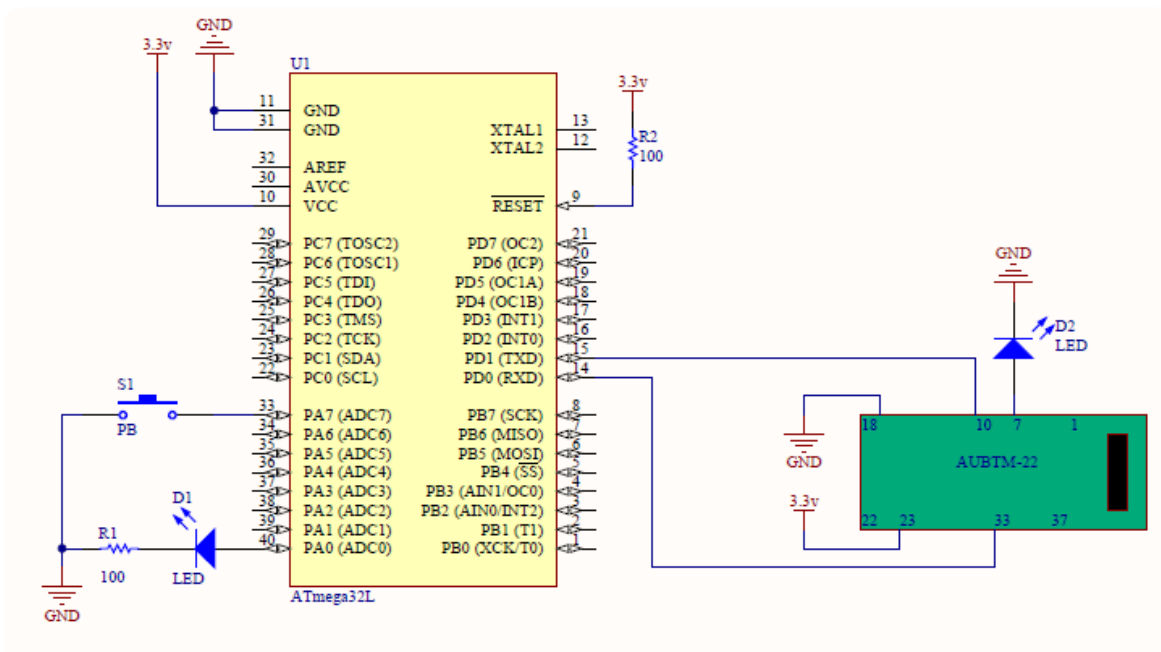 GND
3.3v
U1
11 GND
31 GND
32 AREF
30 AVCC
10 VCC
29 PC7 (TOSC2)
28 PC6 (TOSC1)
27 PC5 (TDI)
26 PC4 (TDO)
25 PC3 (TMS)
24 PC2 (TCK)
23 PC1 (SDA)
22 PC0 (SCL)
33 PA7 (ADC7)
34 PA6 (ADC6)
35 PA5 (ADC5)
36 PA4 (ADC4)
37 PA3 (ADC3)
38 PA2 (ADC2)
39 PA1 (ADC1)
40 PA0 (ADC0)
XTAL1 13
XTAL2 12
RESET 9
PD7 (OC2) 21
PD6 (ICP) 20
PD5 (OC1A) 19
PD4 (OC1B) 18
PD3 (INT1) 17
PD2 (INT0) 16
PD1 (TXD) 15
PD0 (RXD) 14
PB7 (SCK) 8
PB6 (MISO) 7
PB5 (MOSI) 6
PB4 (SS) 5
PB3 (AIN1/OC0) 4
PB2 (AIN0/INT2) 3
PB1 (T1) 2
PB0 (XCK/T0) 1
ATmega32L
S1
PB
D1
LED
R1
100
GND
3.3v
R2
100
GND
D2
LED
GND
3.3v
18 10 7 1
AUBTM-22
22 23 33 37